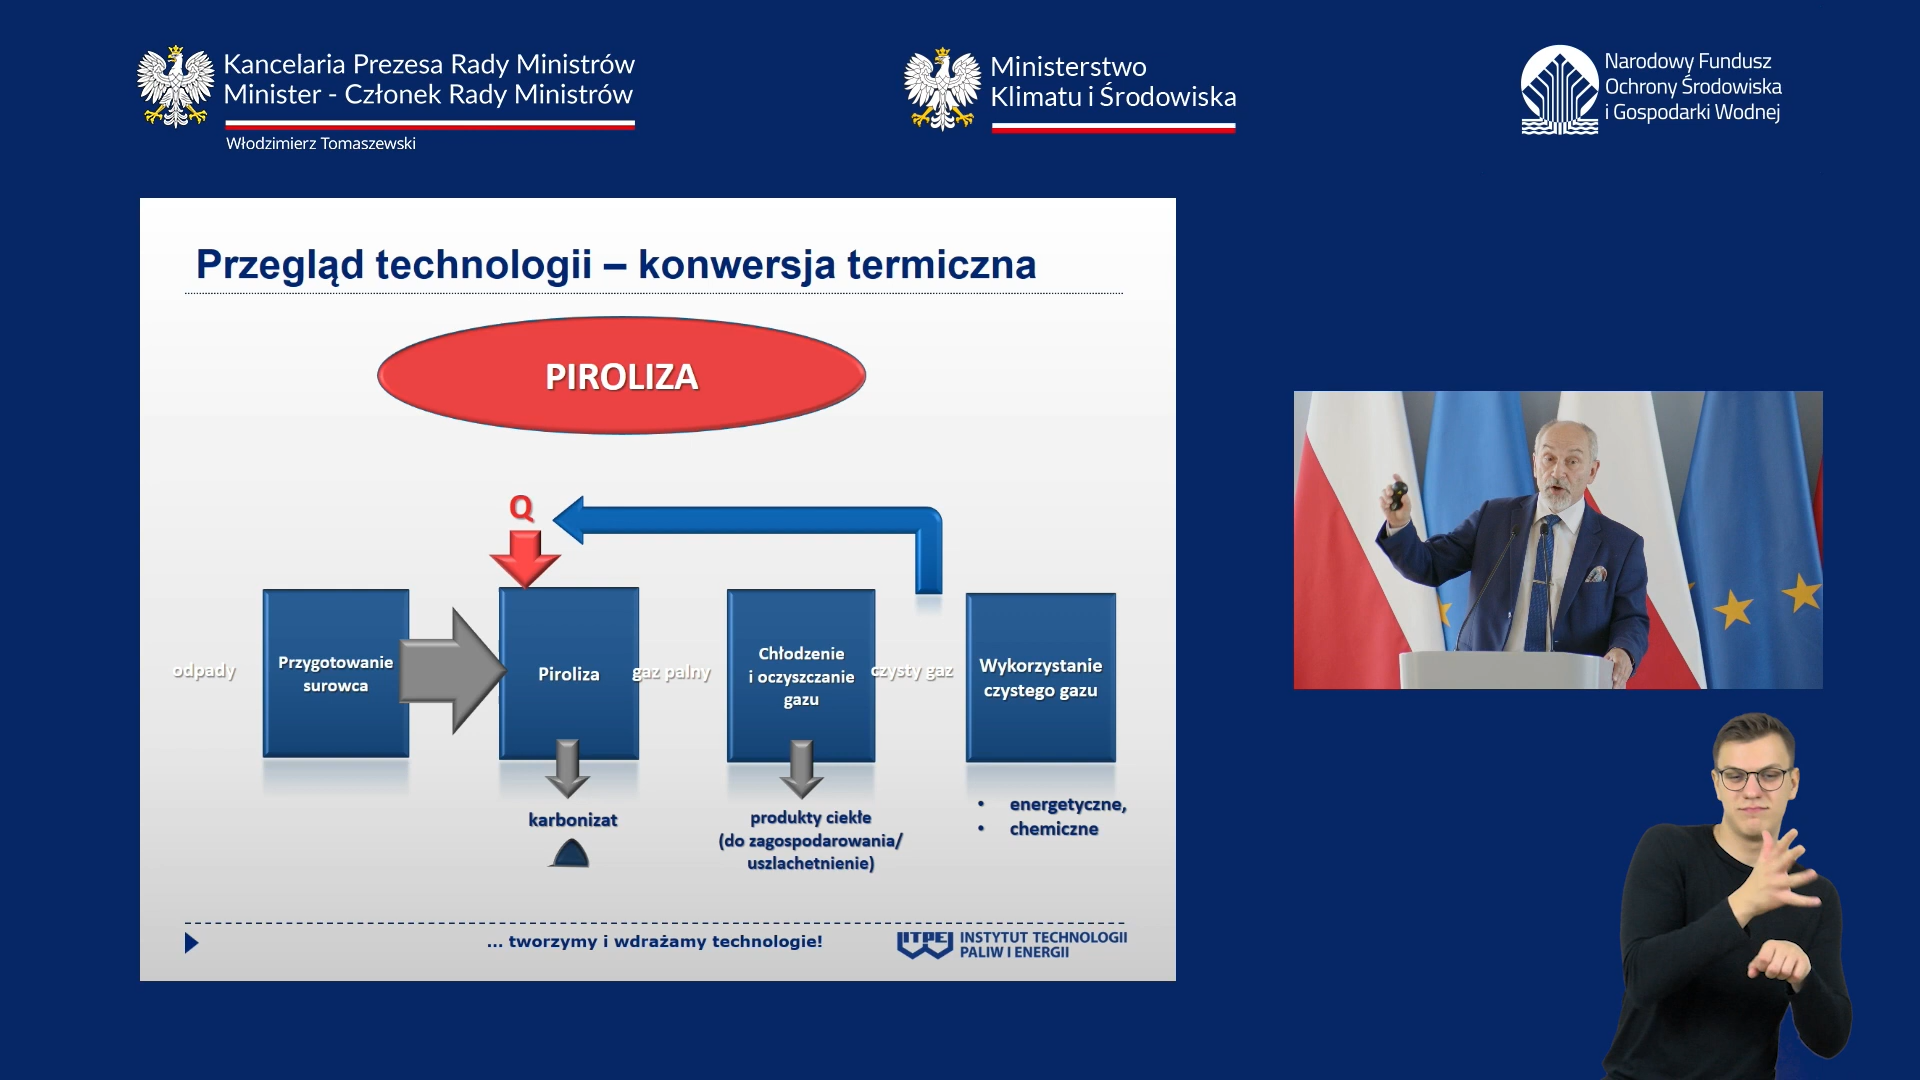 Kancelaria Prezesa Rady Ministrów
Minister - Członek Rady Ministrów
Włodzimierz Tomaszewski
Ministerstwo
Klimatu i Środowiska
Narodowy Fundusz
Ochrony Środowiska
i Gospodarki Wodnej
Przegląd technologii – konwersja termiczna
PIROLIZA
Q
odpady
Przygotowanie
surowca
Piroliza
gaz palny
Chłodzenie
i oczyszczanie
gazu
czysty gaz
Wykorzystanie
czystego gazu
karbonizat
produkty ciekłe
(do zagospodarowania/
uszlachetnienie)
• energetyczne,
• chemiczne
... tworzymy i wdrażamy technologie!
ITPE
INSTYTUT TECHNOLOGII
PALIW I ENERGII